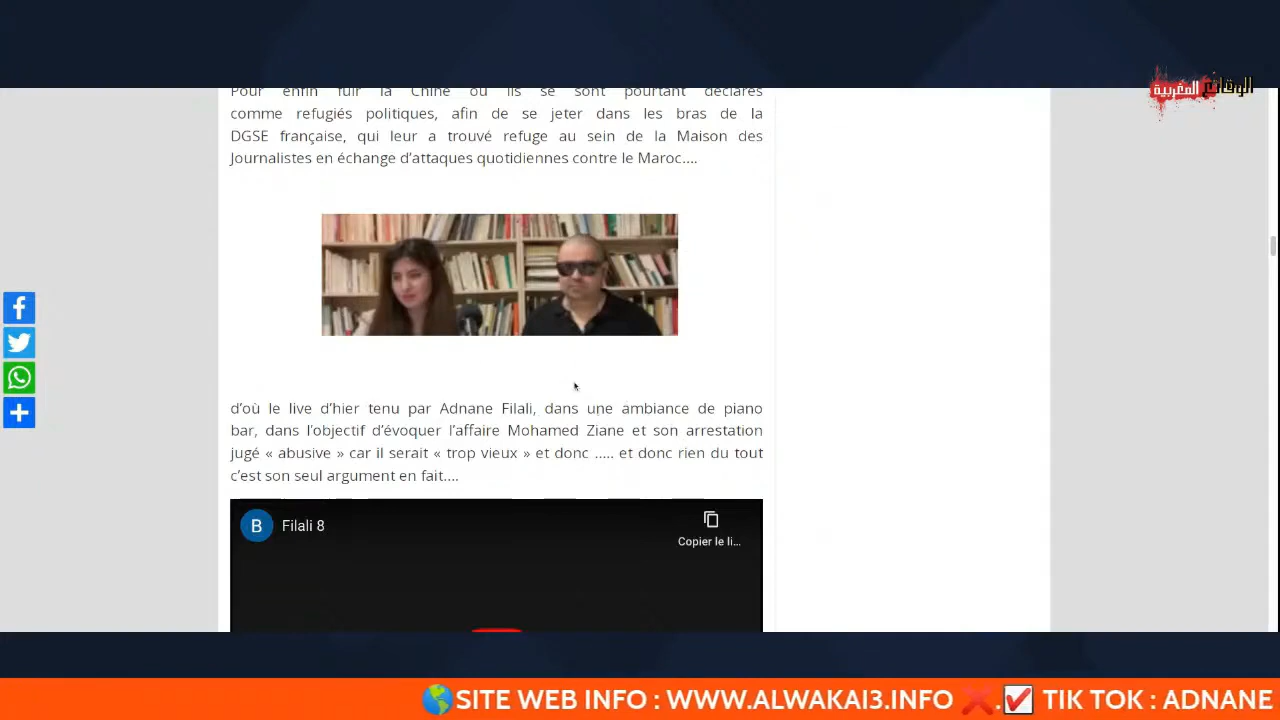 الوقائع المغربية
Pour enfin fuir la Chine où ils se sont pourtant déclarés
comme refugiés politiques, afin de se jeter dans les bras de la
DGSE française, qui leur a trouvé refuge au sein de la Maison des
Journalistes en échange d’attaques quotidiennes contre le Maroc….
d’où le live d’hier tenu par Adnane Filali, dans une ambiance de piano
bar, dans l’objectif d’évoquer l’affaire Mohamed Ziane et son arrestation
jugé « abusive » car il serait « trop vieux » et donc ….. et donc rien du tout
c’est son seul argument en fait….
B Filali 8
Copier le li...
SITE WEB INFO : WWW.ALWAKAI3.INFO ❌.☑ TIK TOK : ADNANE